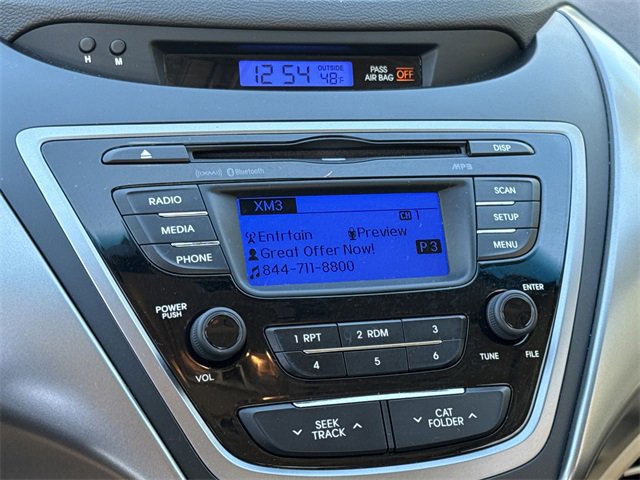 H M 12 54 OUTSIDE 48°F PASS AIR BAG OFF
DISP
((XM)) Bluetooth MP3
RADIO
MEDIA
PHONE
XM3
CH 1
Entrtain Preview
Great Offer Now! P3
844-711-8800
SCAN
SETUP
MENU
POWER
PUSH
VOL
1 RPT 2 RDM 3
4 5 6
ENTER
TUNE FILE
SEEK
TRACK
CAT
FOLDER